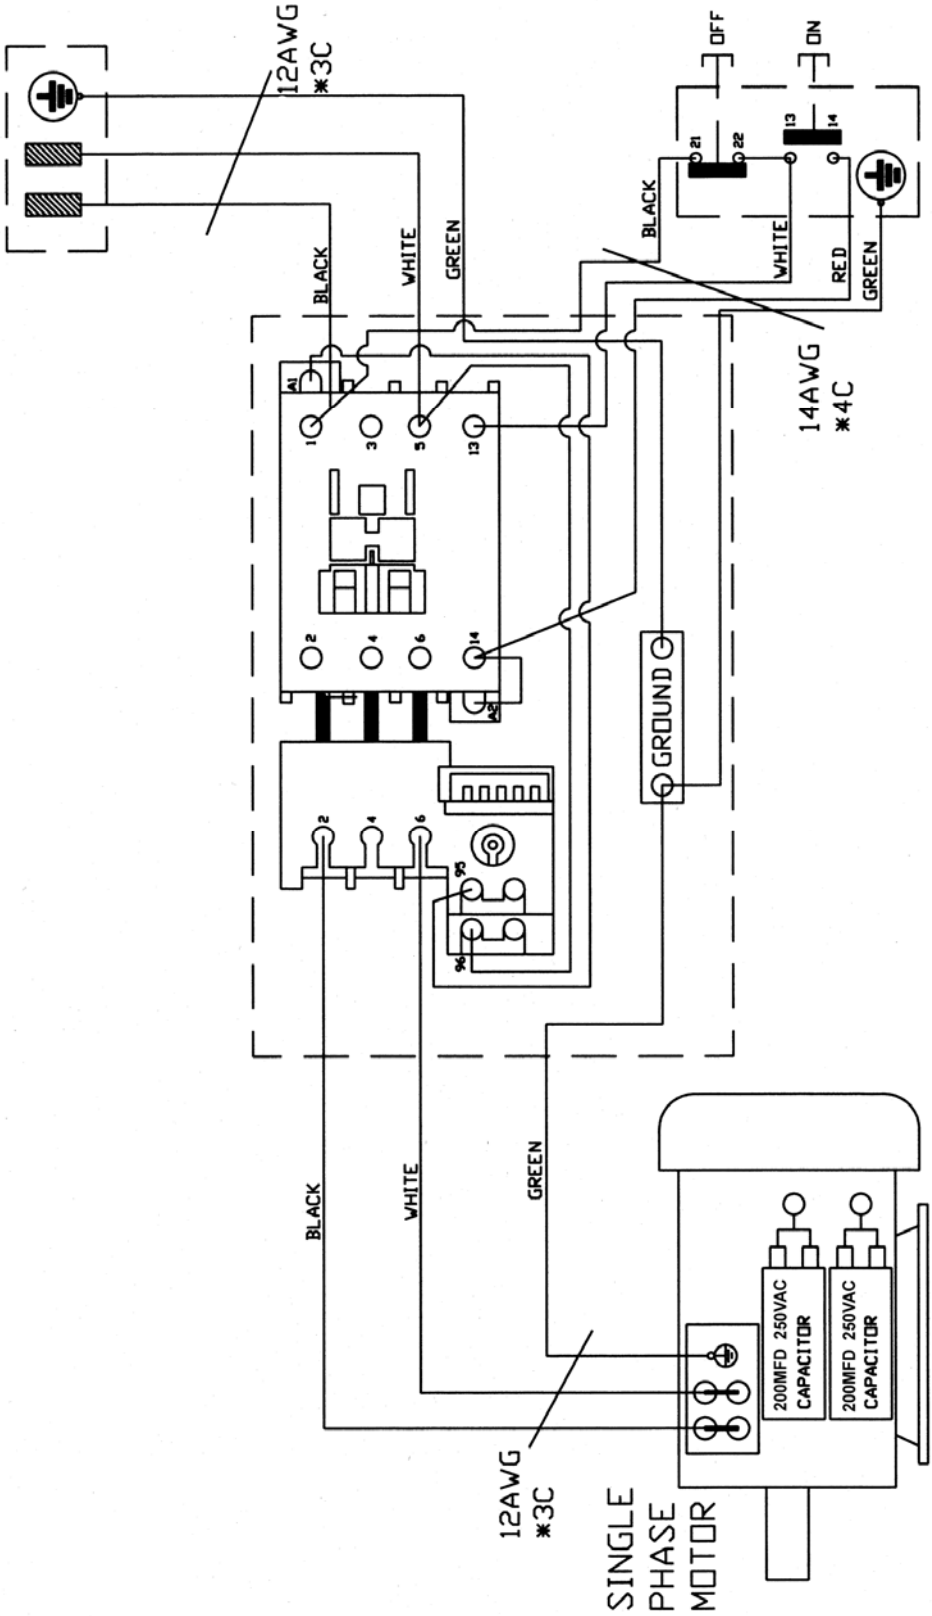 12AWG
*3C
OFF
ON
21
22
13
14
BLACK
WHITE
GREEN
BLACK
WHITE
RED
GREEN
14AWG
*4C
A1
1
3
5
13
2
4
6
14
A2
GROUND
2
4
6
95
96
BLACK
WHITE
GREEN
12AWG
*3C
SINGLE
PHASE
MOTOR
200MFD 250VAC
CAPACITOR
200MFD 250VAC
CAPACITOR